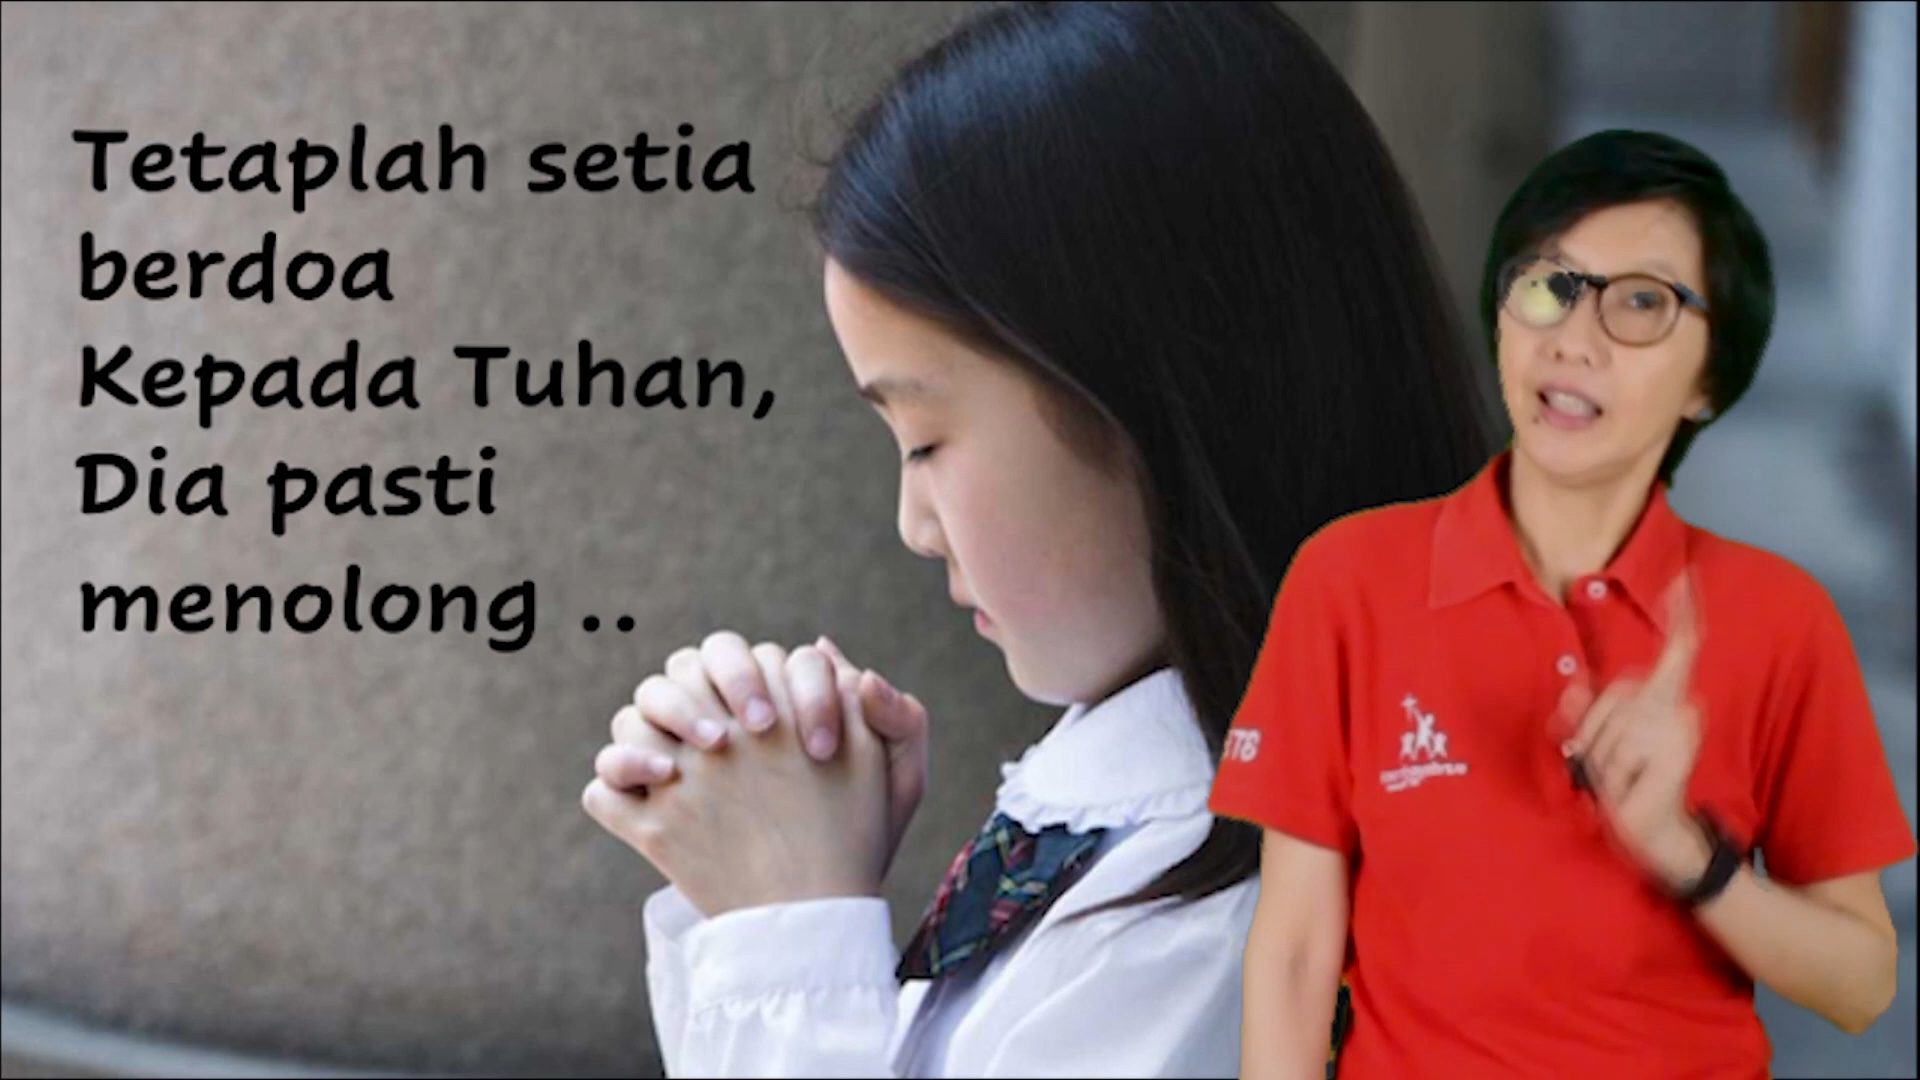 Tetaplah setia
berdoa
Kepada Tuhan,
Dia pasti
menolong ..